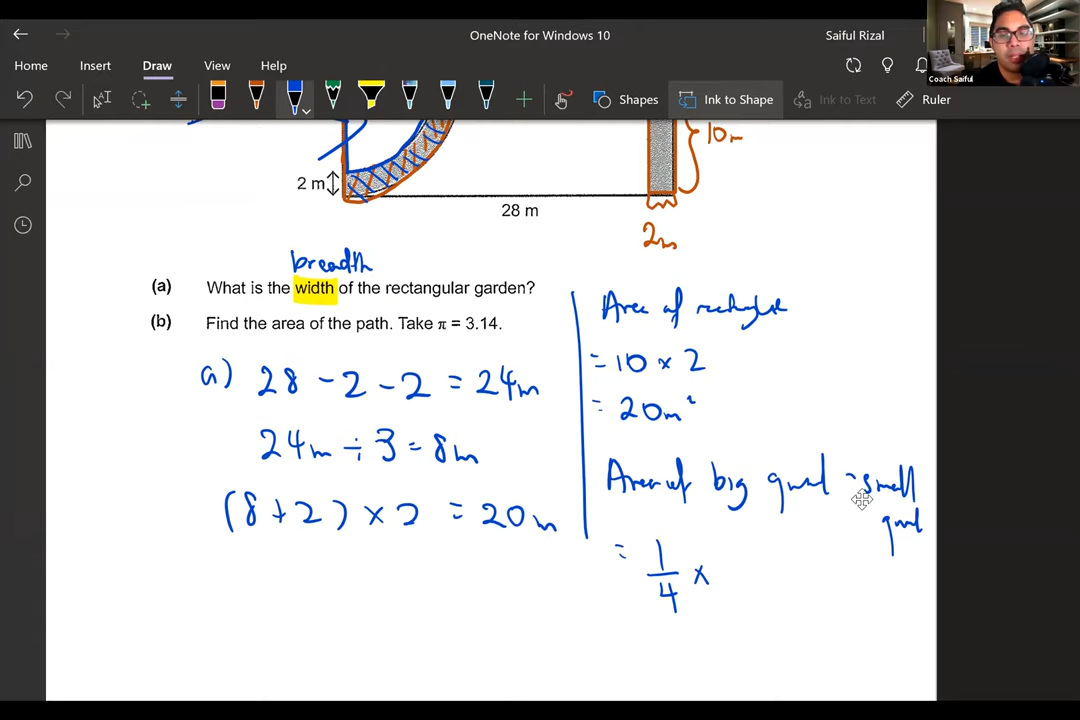 OneNote for Windows 10
Saiful Rizal
Home Insert Draw View Help
Coach Saiful
Shapes Ink to Shape Ink to Text Ruler
10m
2 m
28 m
2m
breadth
(a) What is the width of the rectangular garden?
(b) Find the area of the path. Take π = 3.14.
a) 28 - 2 - 2 = 24m
24m ÷ 3 = 8m
(8 + 2) × 2 = 20m
Area of rectangle
= 10 × 2
= 20m²
Area of big quad - small
quad
= 1/4 ×